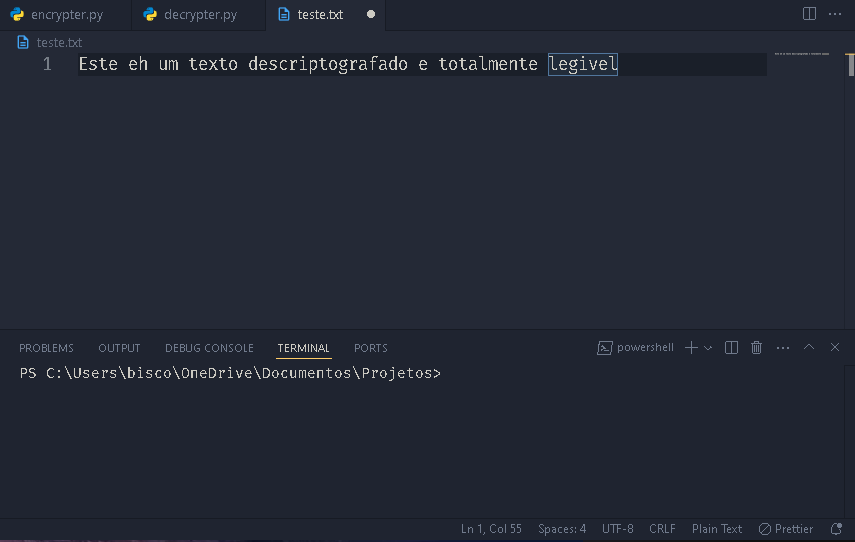 encrypter.py decrypter.py teste.txt
teste.txt
1 Este eh um texto descriptografado e totalmente legivel
PROBLEMS OUTPUT DEBUG CONSOLE TERMINAL PORTS powershell
PS C:\Users\bisco\OneDrive\Documentos\Projetos>
Ln 1, Col 55 Spaces: 4 UTF-8 CRLF Plain Text Prettier